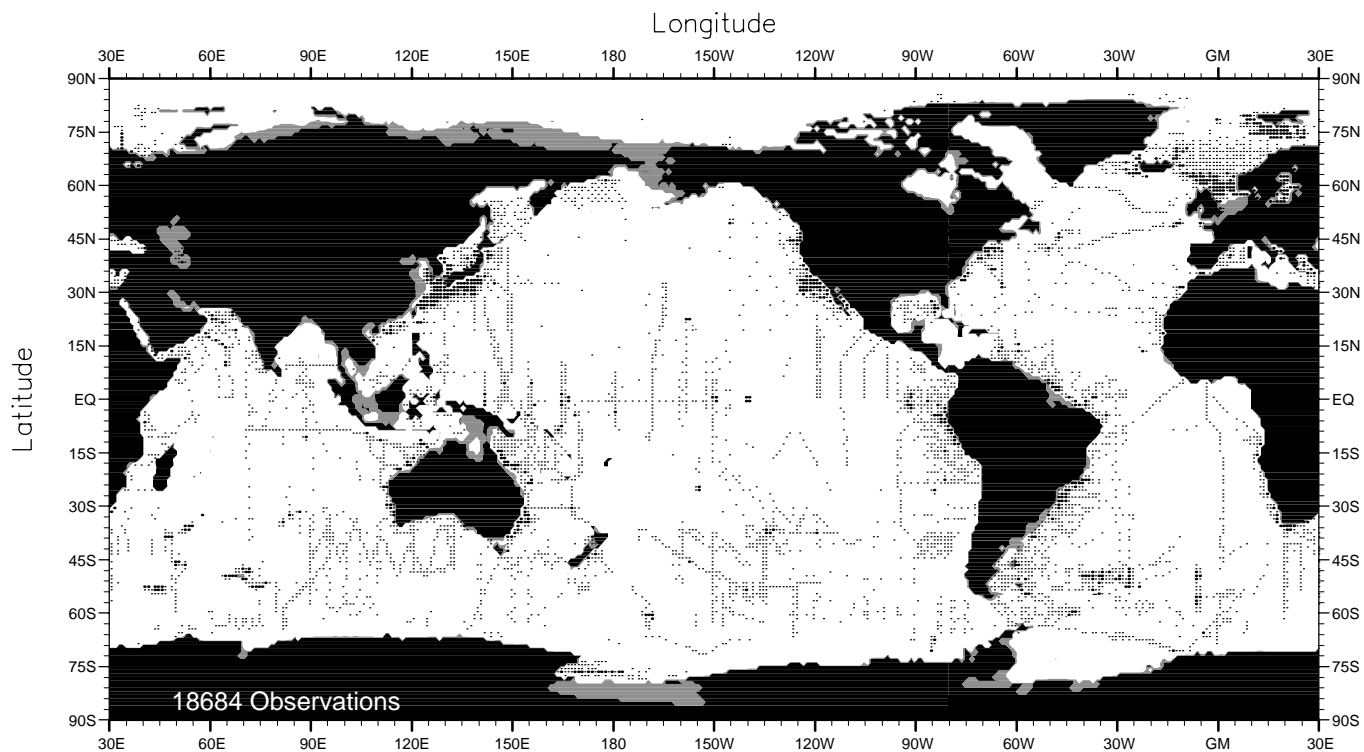 Longitude
30E 60E 90E 120E 150E 180 150W 120W 90W 60W 30W GM 30E
90N 90N
75N 75N
60N 60N
45N 45N
30N 30N
15N 15N
Latitude
EQ EQ
15S 15S
30S 30S
45S 45S
60S 60S
75S 75S
18684 Observations
90S 90S
30E 60E 90E 120E 150E 180 150W 120W 90W 60W 30W GM 30E